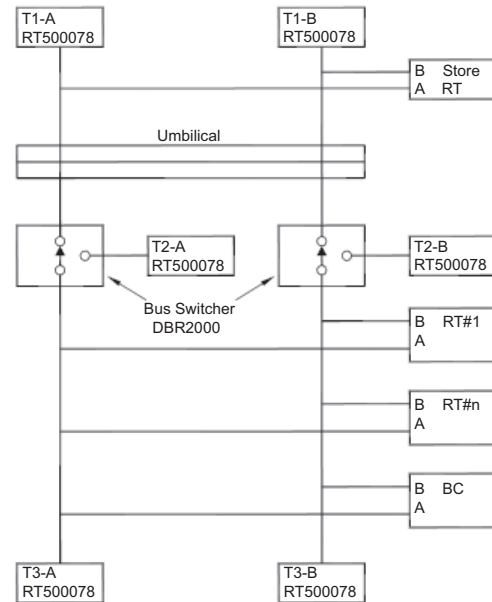 T1-A
RT500078
T1-B
RT500078
B Store
A RT
Umbilical
T2-A
RT500078
T2-B
RT500078
Bus Switcher
DBR2000
B RT#1
A
B RT#n
A
B BC
A
T3-A
RT500078
T3-B
RT500078